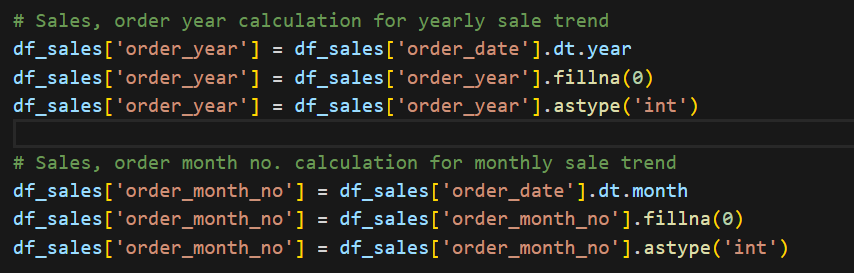 # Sales, order year calculation for yearly sale trend
df_sales['order_year'] = df_sales['order_date'].dt.year
df_sales['order_year'] = df_sales['order_year'].fillna(0)
df_sales['order_year'] = df_sales['order_year'].astype('int')
# Sales, order month no. calculation for monthly sale trend
df_sales['order_month_no'] = df_sales['order_date'].dt.month
df_sales['order_month_no'] = df_sales['order_month_no'].fillna(0)
df_sales['order_month_no'] = df_sales['order_month_no'].astype('int')